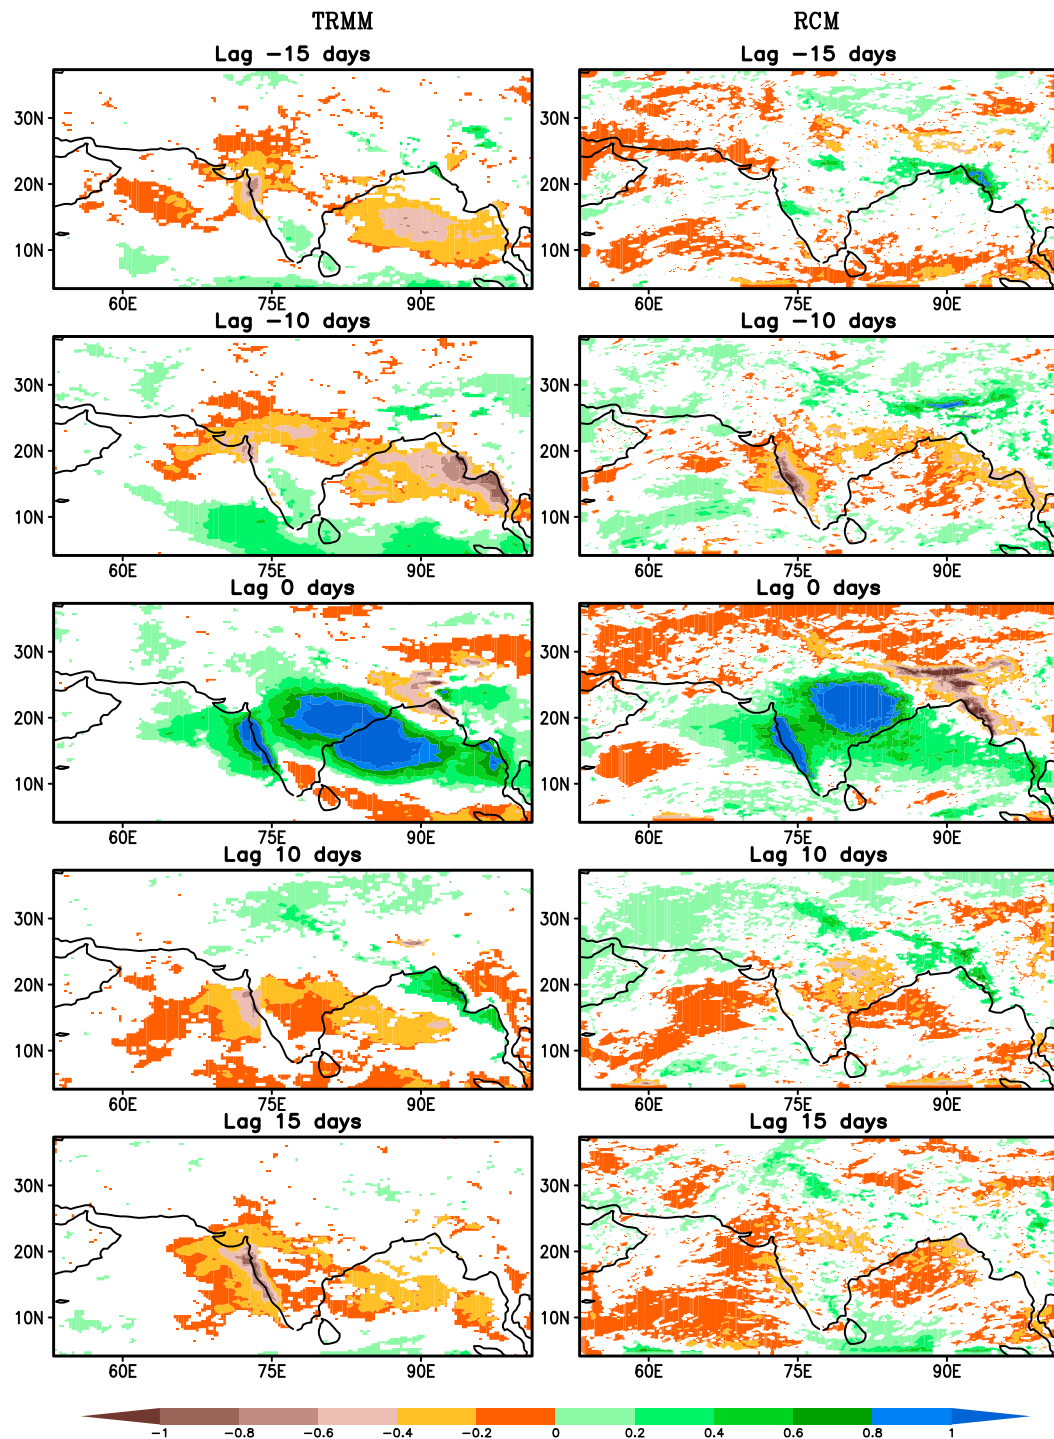 TRMM RCM
Lag −15 days Lag −15 days
30N 30N
20N 20N
10N 10N
60E 75E 90E 60E 75E 90E
Lag −10 days Lag −10 days
30N 30N
20N 20N
10N 10N
60E 75E 90E 60E 75E 90E
Lag 0 days Lag 0 days
30N 30N
20N 20N
10N 10N
60E 75E 90E 60E 75E 90E
Lag 10 days Lag 10 days
30N 30N
20N 20N
10N 10N
60E 75E 90E 60E 75E 90E
Lag 15 days Lag 15 days
30N 30N
20N 20N
10N 10N
60E 75E 90E 60E 75E 90E
−1 −0.8 −0.6 −0.4 −0.2 0 0.2 0.4 0.6 0.8 1